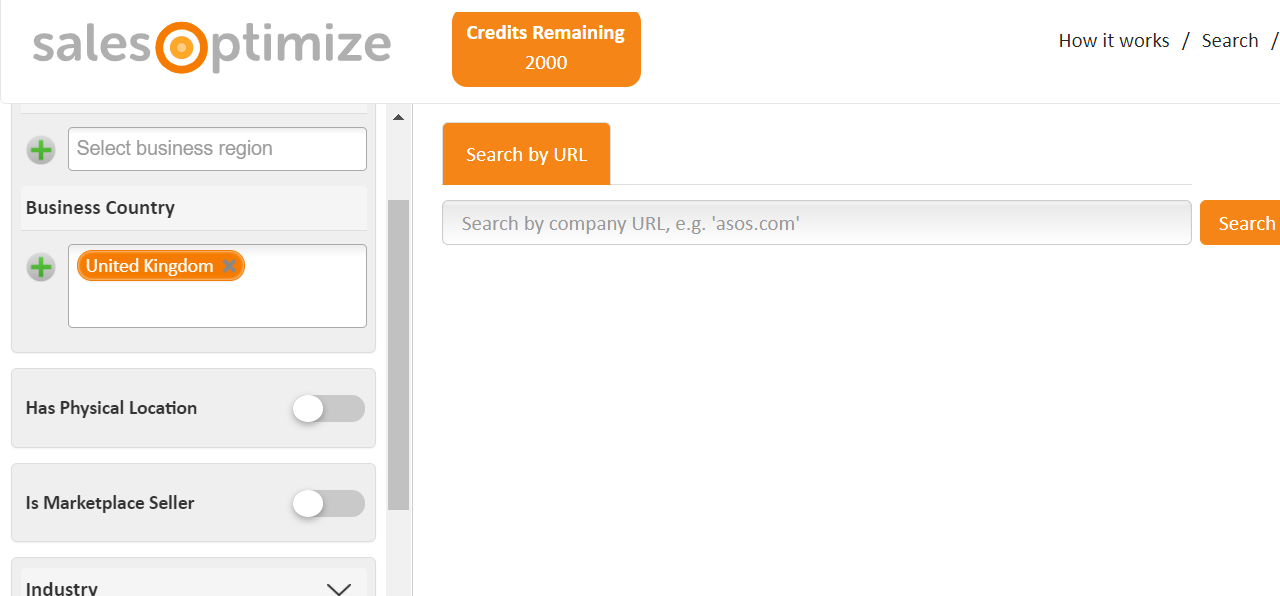 salesOptimize
Credits Remaining
2000
How it works / Search /
Select business region
Business Country
United Kingdom
Has Physical Location
Is Marketplace Seller
Industry
Search by URL
Search by company URL, e.g. 'asos.com'
Search